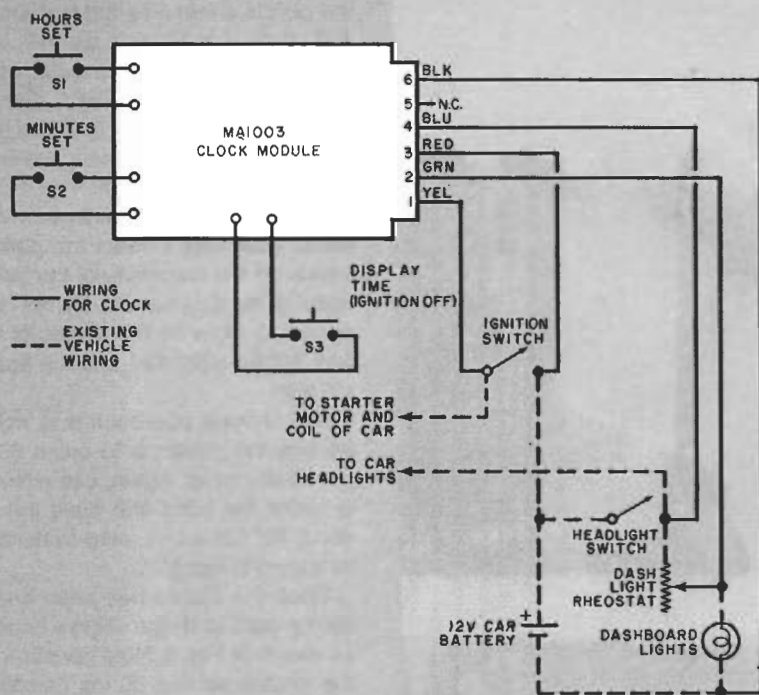 HOURS
SET
S1
MINUTES
SET
S2
MA1003
CLOCK MODULE
6 BLK
5 N.C.
4 BLU
3 RED
2 GRN
1 YEL
WIRING
FOR CLOCK
EXISTING
VEHICLE
WIRING
DISPLAY
TIME
(IGNITION OFF)
S3
IGNITION
SWITCH
TO STARTER
MOTOR AND
COIL OF CAR
TO CAR
HEADLIGHTS
HEADLIGHT
SWITCH
DASH
LIGHT
RHEOSTAT
12V CAR
BATTERY
+
DASHBOARD
LIGHTS